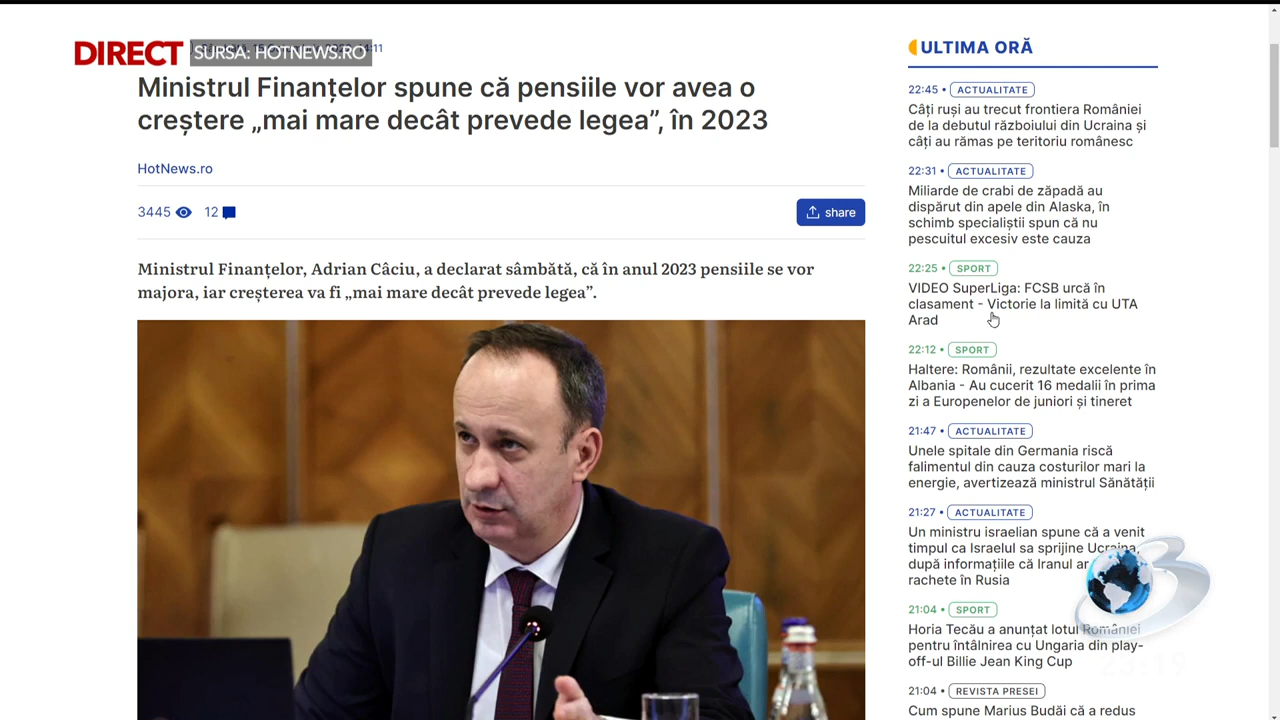 DIRECT
SURSA: HOTNEWS.RO
Ministrul Finanțelor spune că pensiile vor avea o
creștere „mai mare decât prevede legea”, în 2023
HotNews.ro
3445
12
share
Ministrul Finanțelor, Adrian Câciu, a declarat sâmbătă, că în anul 2023 pensiile se vor
majora, iar creșterea va fi „mai mare decât prevede legea”.
ULTIMA ORĂ
22:45 • ACTUALITATE
Câți ruși au trecut frontiera României
de la debutul războiului din Ucraina și
câți au rămas pe teritoriu românesc
22:31 • ACTUALITATE
Miliarde de crabi de zăpadă au
dispărut din apele din Alaska, în
schimb specialiștii spun că nu
pescuitul excesiv este cauza
22:25 • SPORT
VIDEO SuperLiga: FCSB urcă în
clasament - Victorie la limită cu UTA
Arad
22:12 • SPORT
Haltere: Românii, rezultate excelente în
Albania - Au cucerit 16 medalii în prima
zi a Europenelor de juniori și tineret
21:47 • ACTUALITATE
Unele spitale din Germania riscă
falimentul din cauza costurilor mari la
energie, avertizează ministrul Sănătății
21:27 • ACTUALITATE
Un ministru israelian spune că a venit
timpul ca Israelul sa sprijine Ucraina,
după informațiile că Iranul ar
rachete în Rusia
21:04 • SPORT
Horia Tecău a anunțat lotul României
pentru întâlnirea cu Ungaria din play-
off-ul Billie Jean King Cup
23:19
21:04 • REVISTA PRESEI
Cum spune Marius Budăi că a redus